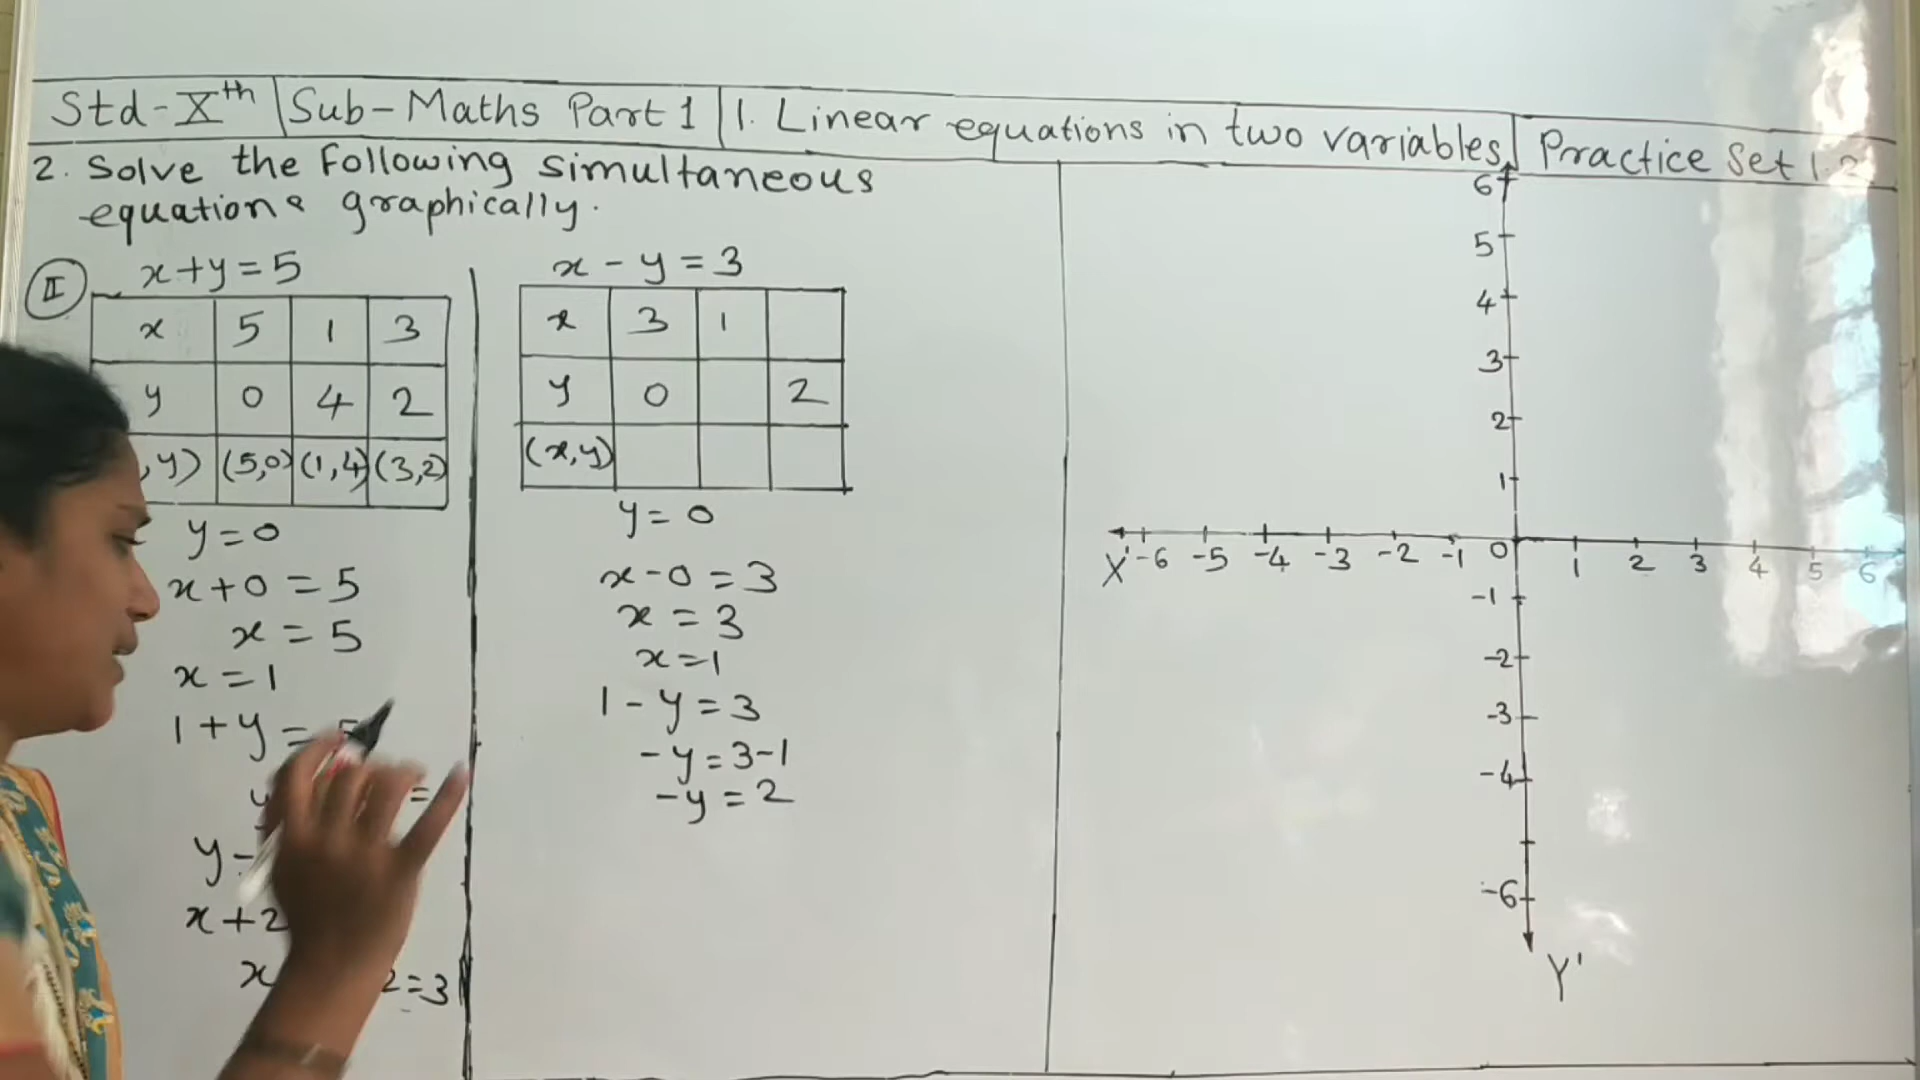 Std-Xth Sub-Maths Part 1 1. Linear equations in two variables Practice Set 1.2
2. Solve the Following Simultaneous
equations graphically.
II x+y=5
x 5 1 3
y 0 4 2
,y) (5,0) (1,4) (3,2)
y=0
x+0=5
x=5
x=1
1+y=5
y =
y=
x+2
x 2=3
x-y=3
x 3 1
y 0 2
(x,y)
y=0
x-0=3
x=3
x=1
1-y=3
-y=3-1
-y=2
6
5
4
3
2
1
X' -6 -5 -4 -3 -2 -1 0 1 2 3 4 5 6
-1
-2
-3
-4
-6
Y'